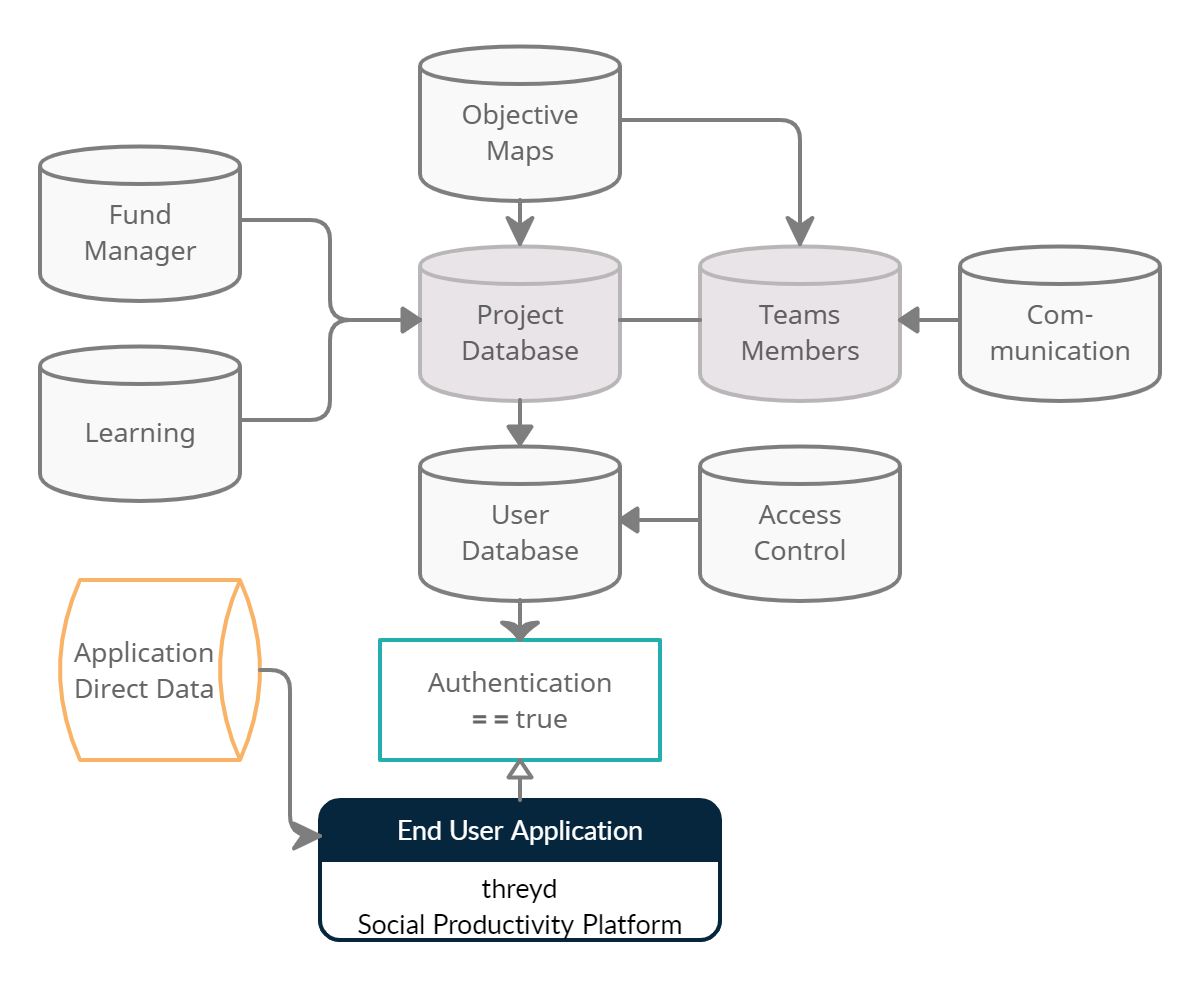 Objective
Maps
Fund
Manager
Project
Database
Teams
Members
Com-
munication
Learning
User
Database
Access
Control
Application
Direct Data
Authentication
= = true
End User Application
threyd
Social Productivity Platform